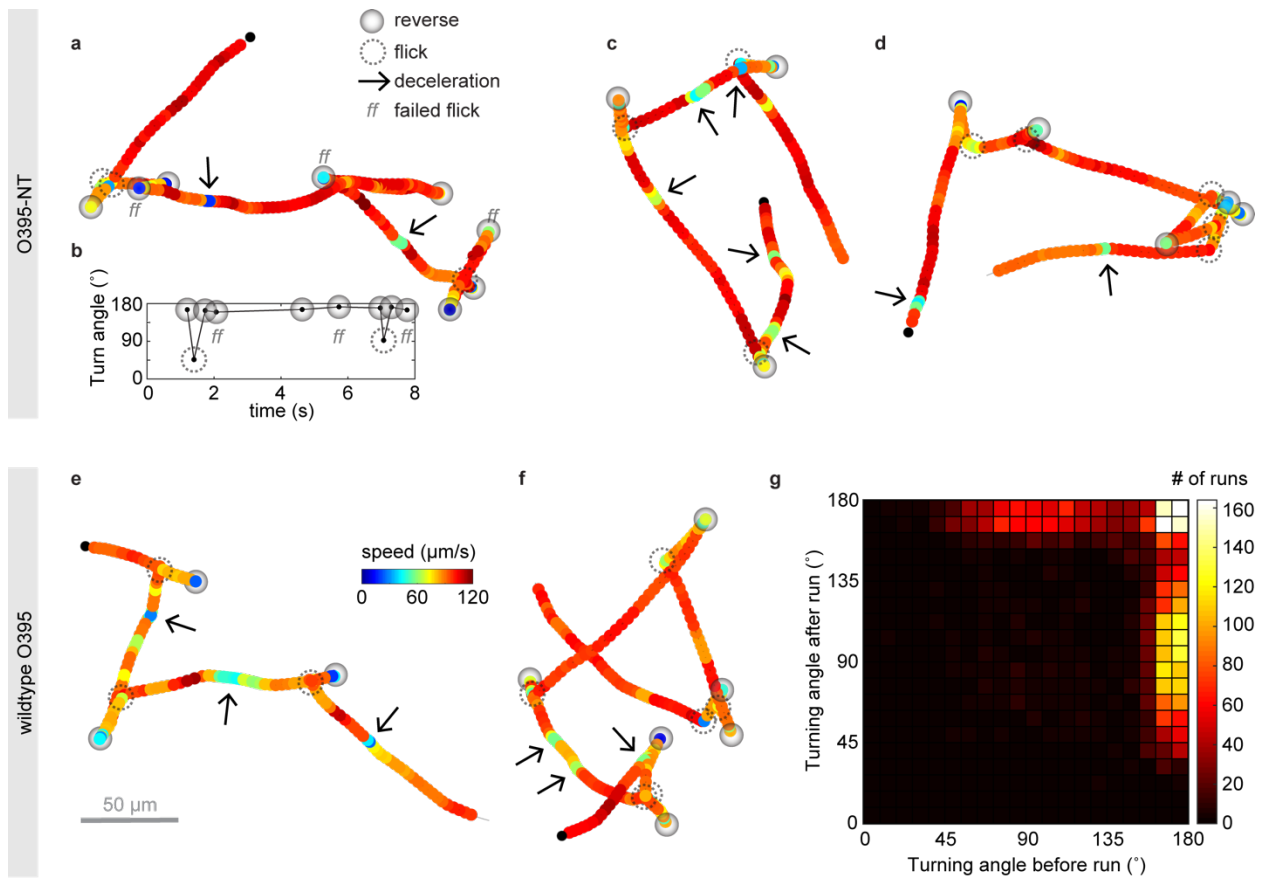 O395-NT
a
reverse
flick
deceleration
ff failed flick
ff
ff
ff
b
Turn angle (˚)
180
90
0
ff
ff
ff
0 2 4 6 8
time (s)
c
d
wildtype O395
e
speed (µm/s)
0 60 120
50 µm
f
g
# of runs
Turning angle after run (˚)
180
135
90
45
0
0 45 90 135 180
Turning angle before run (˚)
160
140
120
100
80
60
40
20
0